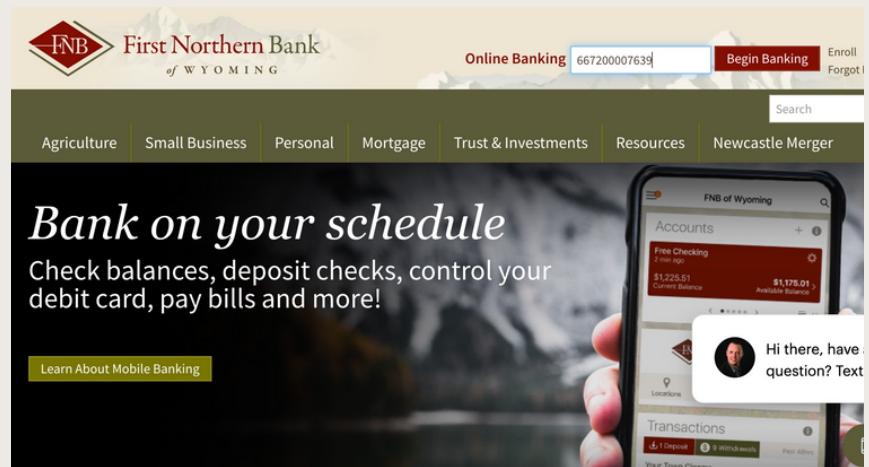 FNB First Northern Bank
of WYOMING
Online Banking 667200007639 Begin Banking Enroll
Forgot
Search
Agriculture Small Business Personal Mortgage Trust & Investments Resources Newcastle Merger
Bank on your schedule
Check balances, deposit checks, control your
debit card, pay bills and more!
Learn About Mobile Banking
FNB of Wyoming
Accounts
Free Checking
2 min ago
$1,225.51 $1,175.01
Current Balance Available Balance
Locations
Transactions
1 Deposit 9 Withdrawals Past 48hrs
Hi there, have a
question? Text